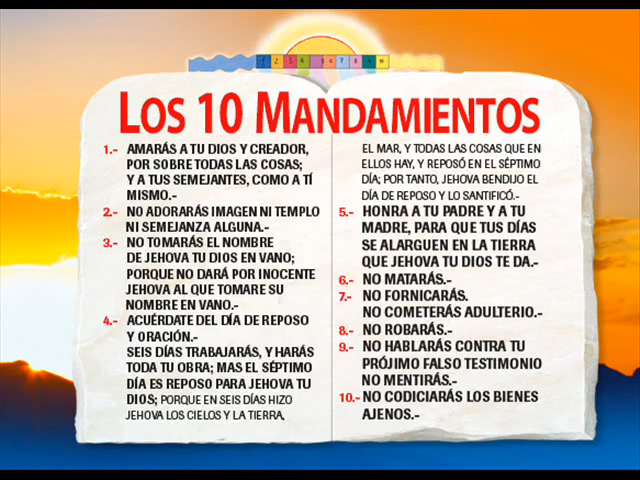 LOS 10 MANDAMIENTOS
1.- AMARÁS A TU DIOS Y CREADOR,
POR SOBRE TODAS LAS COSAS;
Y A TUS SEMEJANTES, COMO A TÍ
MISMO.-
2.- NO ADORARÁS IMAGEN NI TEMPLO
NI SEMEJANZA ALGUNA.-
3.- NO TOMARÁS EL NOMBRE
DE JEHOVA TU DIOS EN VANO;
PORQUE NO DARÁ POR INOCENTE
JEHOVA AL QUE TOMARE SU
NOMBRE EN VANO.-
4.- ACUÉRDATE DEL DÍA DE REPOSO
Y ORACIÓN.
SEIS DÍAS TRABAJARÁS, Y HARÁS
TODA TU OBRA; MAS EL SÉPTIMO
DÍA ES REPOSO PARA JEHOVA TU
DIOS; PORQUE EN SEIS DÍAS HIZO
JEHOVA LOS CIELOS Y LA TIERRA,
EL MAR, Y TODAS LAS COSAS QUE EN
ELLOS HAY, Y REPOSÓ EN EL SÉPTIMO
DÍA; POR TANTO, JEHOVA BENDIJO EL
DÍA DE REPOSO Y LO SANTIFICÓ.-
5.- HONRA A TU PADRE Y A TU
MADRE, PARA QUE TUS DÍAS
SE ALARGUEN EN LA TIERRA
QUE JEHOVA TU DIOS TE DA.-
6.- NO MATARÁS.-
7.- NO FORNICARÁS.
NO COMETERÁS ADULTERIO.-
8.- NO ROBARÁS.-
9.- NO HABLARÁS CONTRA TU
PRÓJIMO FALSO TESTIMONIO
NO MENTIRÁS.-
10.- NO CODICIARÁS LOS BIENES
AJENOS.-